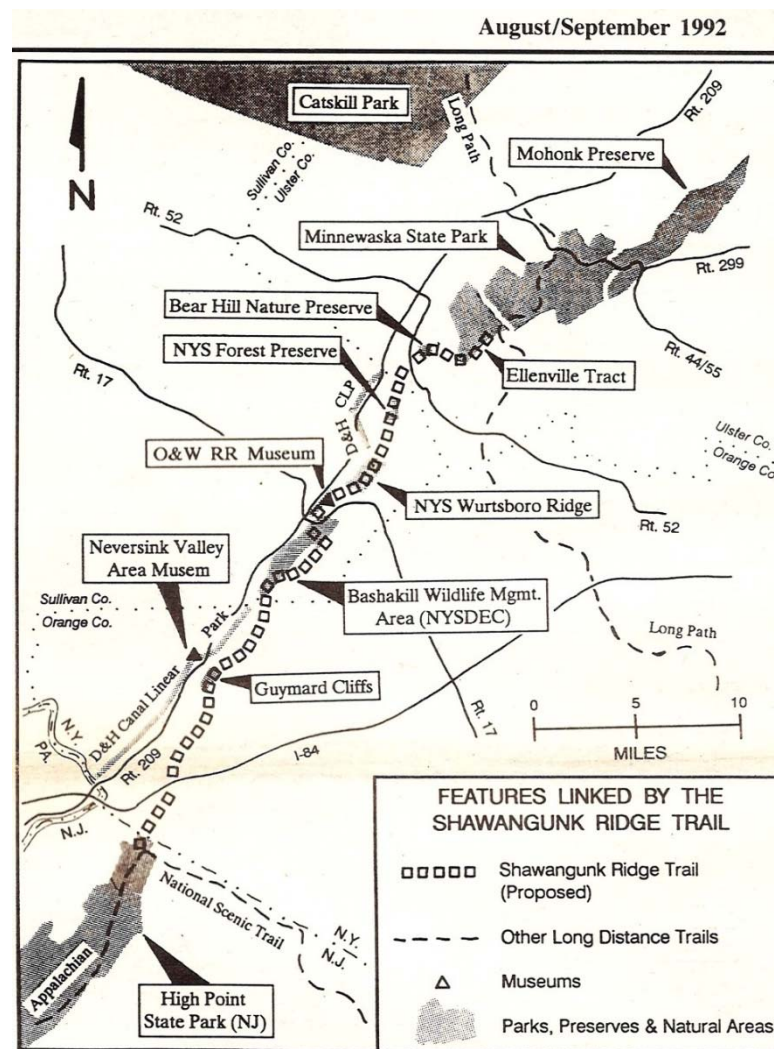 August/September 1992
Catskill Park
Long Path
Rt. 209
Mohonk Preserve
Sullivan Co.
Ulster Co.
N
Rt. 52
Minnewaska State Park
Rt. 299
Bear Hill Nature Preserve
NYS Forest Preserve
Rt. 44/55
Rt. 17
Ellenville Tract
D&H CLP
Ulster Co.
Orange Co.
O&W RR Museum
NYS Wurtsboro Ridge
Rt. 52
Neversink Valley
Area Musem
Bashakill Wildlife Mgmt.
Area (NYSDEC)
Sullivan Co.
Orange Co.
Long Path
D&H Canal Linear Park
Guymard Cliffs
0 5 10
MILES
Rt. 17
N.Y.
PA.
Rt. 209
I-84
N.J.
FEATURES LINKED BY THE
SHAWANGUNK RIDGE TRAIL
Shawangunk Ridge Trail
(Proposed)
Other Long Distance Trails
Museums
Parks, Preserves & Natural Areas
Appalachian
National Scenic Trail
N.Y.
N.J.
High Point
State Park (NJ)